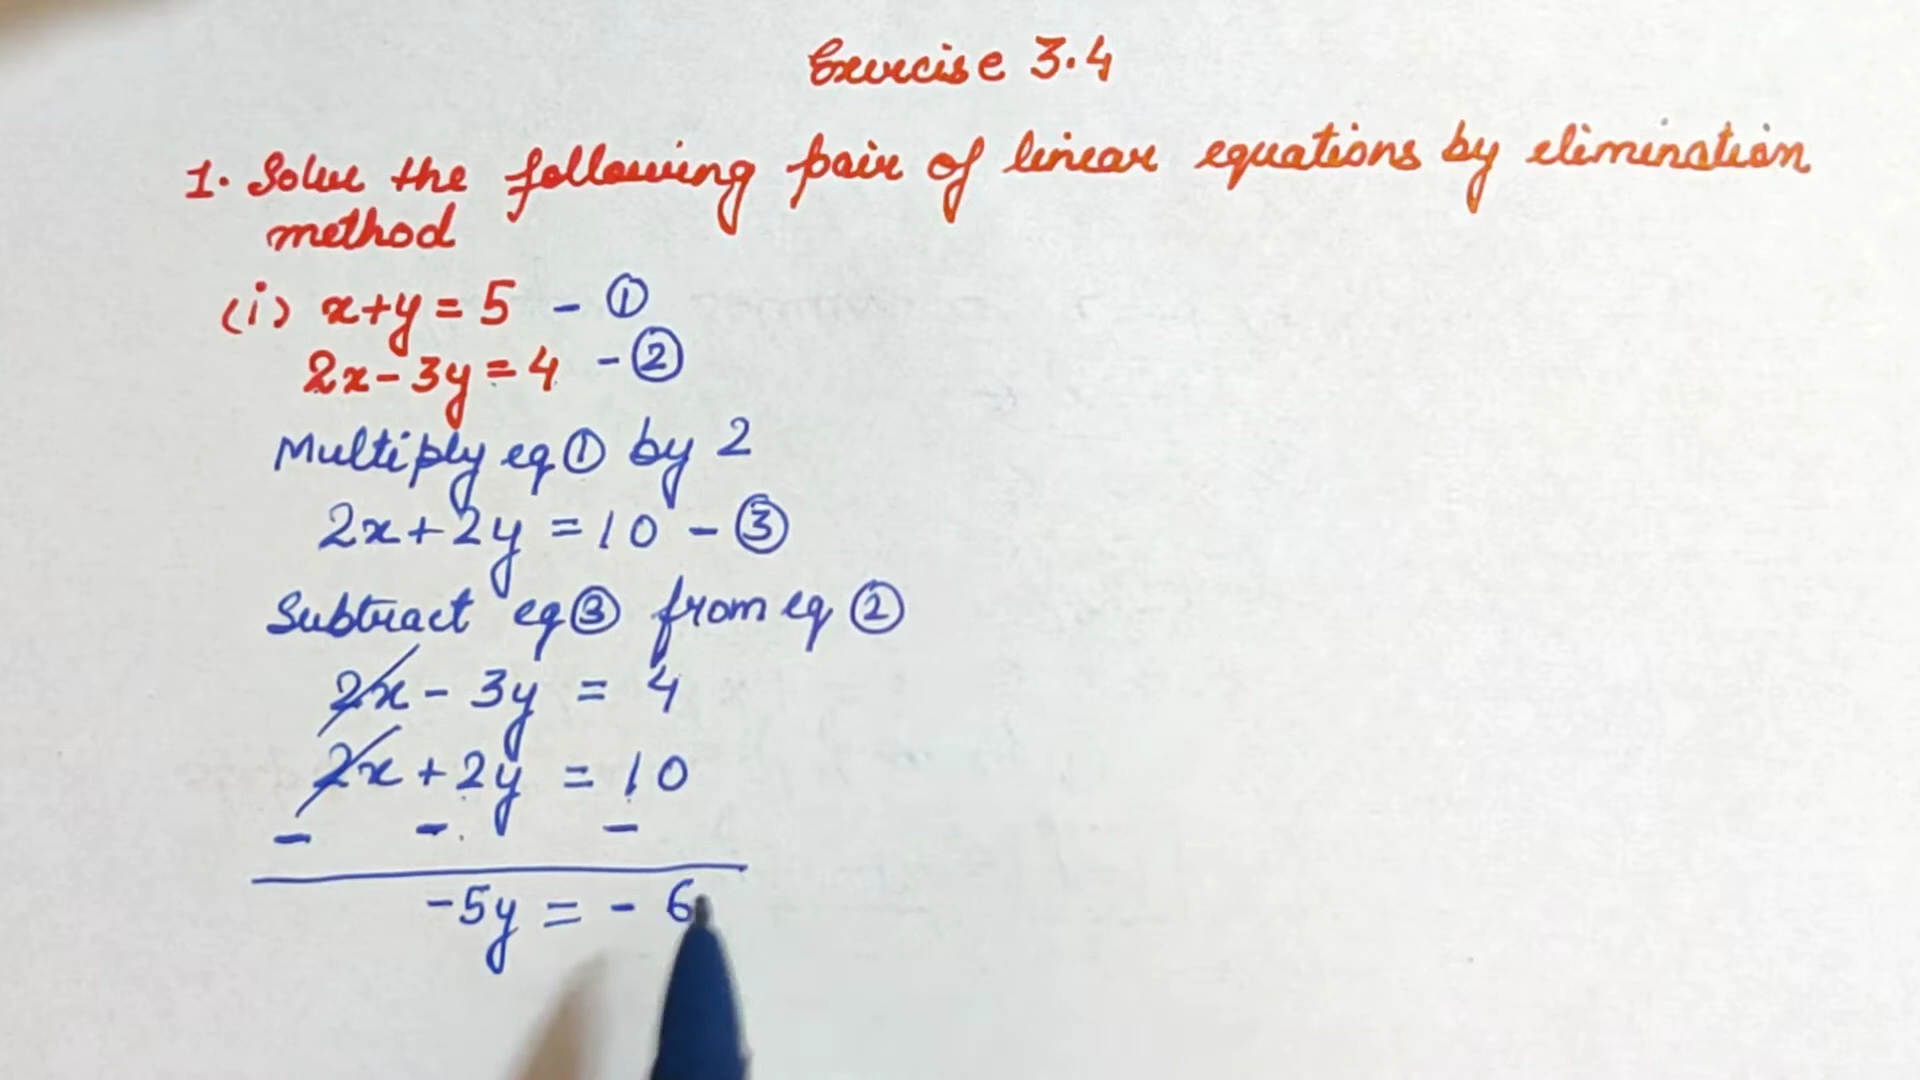 Exercise 3.4
1. Solve the following pair of linear equations by elimination
method
(i) x+y = 5 - ①
2x - 3y = 4 - ②
Multiply eq ① by 2
2x + 2y = 10 - ③
Subtract eq ③ from eq ②
2x - 3y = 4
2x + 2y = 10
- - -
-5y = - 6